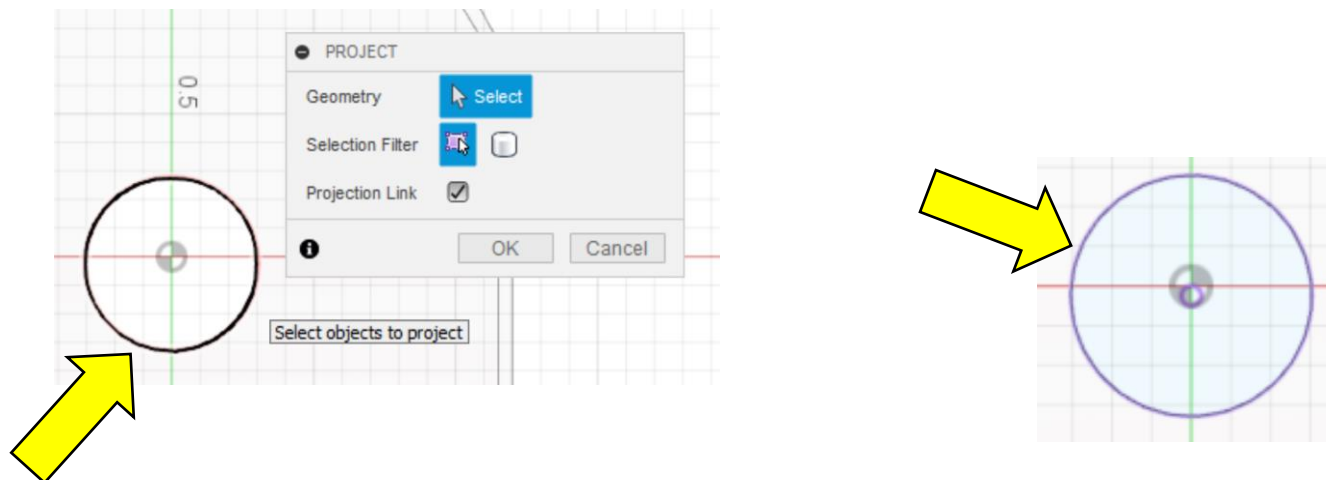 PROJECT
0.5
Geometry
Select
Selection Filter
Projection Link
OK
Cancel
Select objects to project